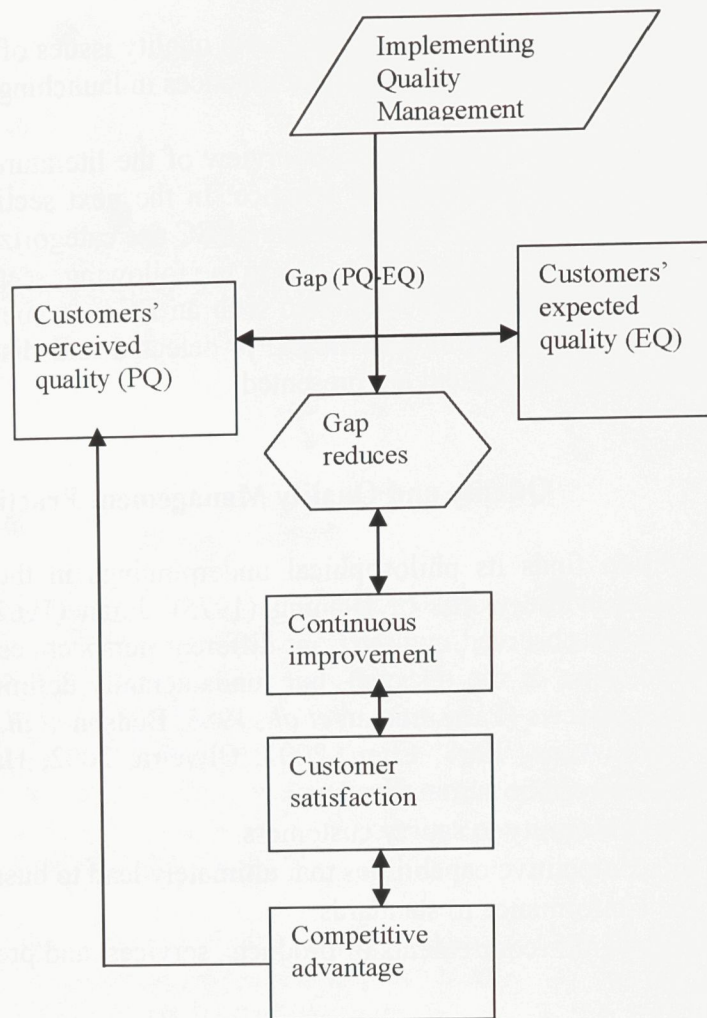 Implementing
Quality
Management
Gap (PQ-EQ)
Customers'
perceived
quality (PQ)
Customers'
expected
quality (EQ)
Gap
reduces
Continuous
improvement
Customer
satisfaction
Competitive
advantage